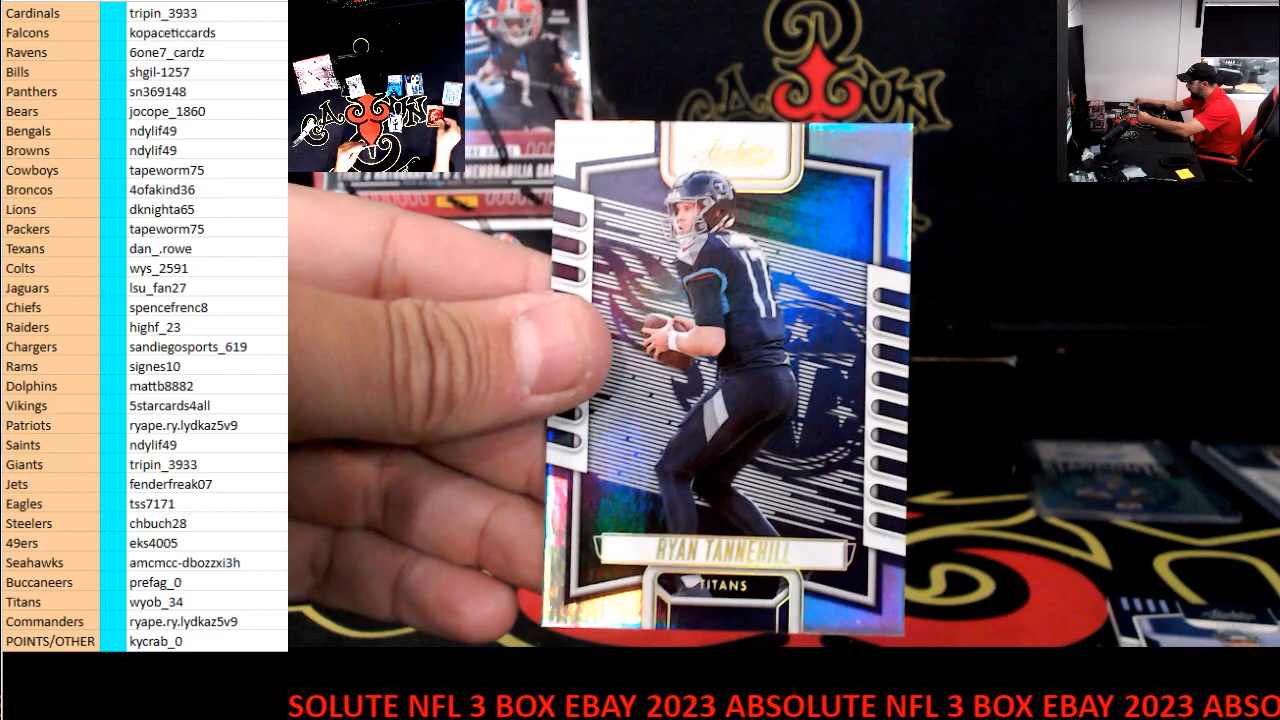 Cardinals tripin_3933
Falcons kopaceticcards
Ravens 6one7_cardz
Bills shgil-1257
Panthers sn369148
Bears jocope_1860
Bengals ndylif49
Browns ndylif49
Cowboys tapeworm75
Broncos 4ofakind36
Lions dknighta65
Packers tapeworm75
Texans dan_.rowe
Colts wys_2591
Jaguars lsu_fan27
Chiefs spencefrenc8
Raiders highf_23
Chargers sandiegosports_619
Rams signes10
Dolphins mattb8882
Vikings 5starcards4all
Patriots ryape.ry.lydkaz5v9
Saints ndylif49
Giants tripin_3933
Jets fenderfreak07
Eagles tss7171
Steelers chbuch28
49ers eks4005
Seahawks amcmcc-dbozzxi3h
Buccaneers prefag_0
Titans wyob_34
Commanders ryape.ry.lydkaz5v9
POINTS/OTHER kycrab_0
MEMORABILIA
Absolute
17
RYAN TANNEHILL
TITANS
SOLUTE NFL 3 BOX EBAY 2023 ABSOLUTE NFL 3 BOX EBAY 2023 ABSO